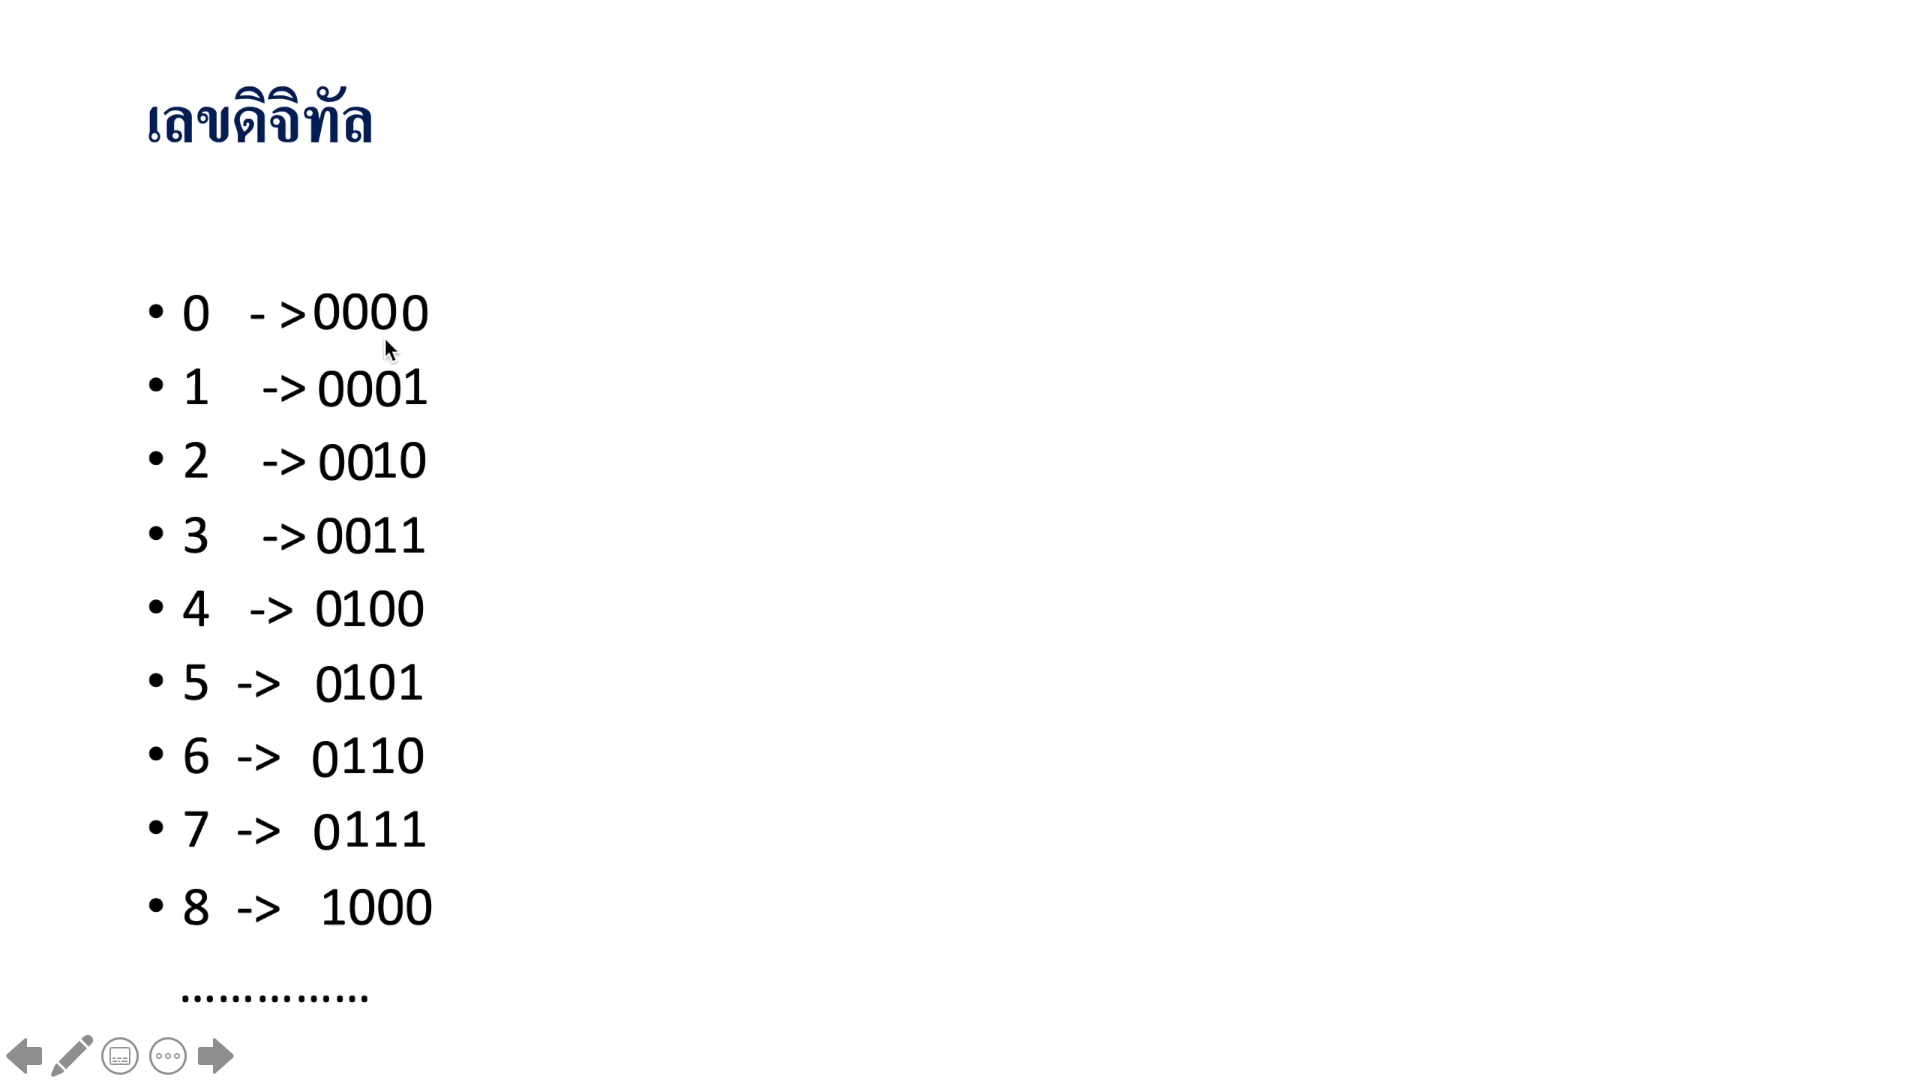 เลขดิจิทัล
• 0 - >0000
• 1 -> 0001
• 2 -> 0010
• 3 -> 0011
• 4 -> 0100
• 5 -> 0101
• 6 -> 0110
• 7 -> 0111
• 8 -> 1000
……………